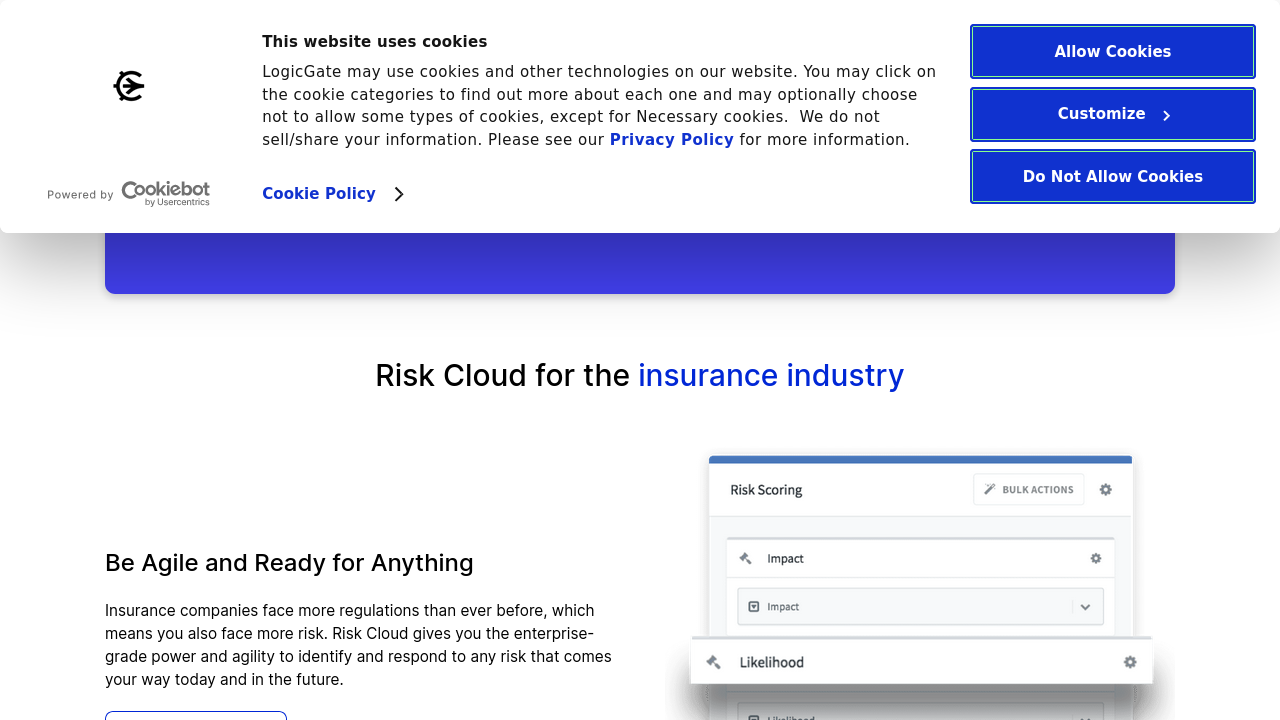 This website uses cookies
LogicGate may use cookies and other technologies on our website. You may click on
the cookie categories to find out more about each one and may optionally choose
not to allow some types of cookies, except for Necessary cookies.  We do not
sell/share your information. Please see our Privacy Policy for more information.
Cookie Policy
Powered by Cookiebot
by Usercentrics
Allow Cookies
Customize
Do Not Allow Cookies
Risk Cloud for the insurance industry
Be Agile and Ready for Anything
Insurance companies face more regulations than ever before, which
means you also face more risk. Risk Cloud gives you the enterprise-
grade power and agility to identify and respond to any risk that comes
your way today and in the future.
Risk Scoring
BULK ACTIONS
Impact
Impact
Likelihood
Likelihood